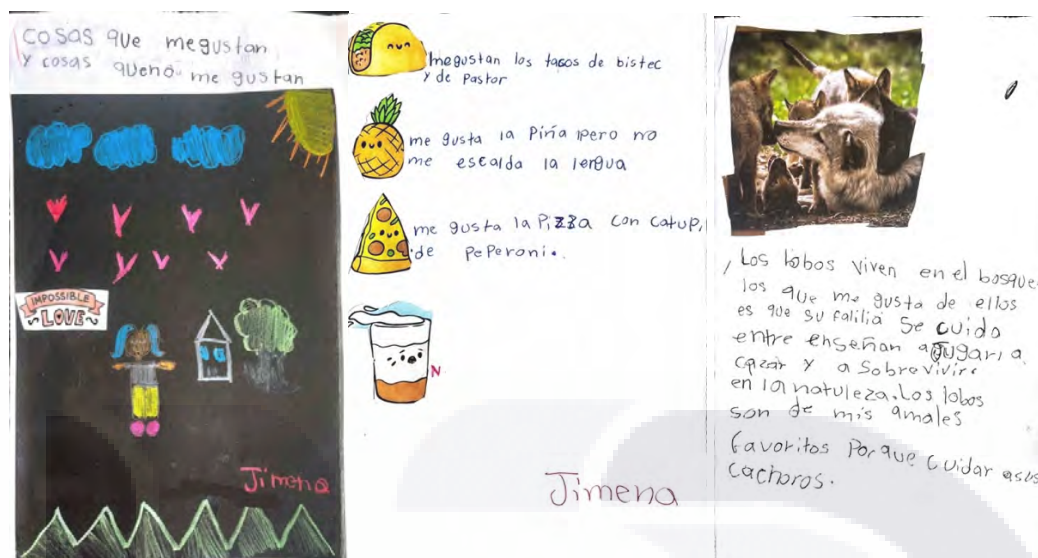 COSAS QUE megustan
y cosas queno me gustan
IMPOSSIBLE
LOVE
Jimena
megustan los tacos de bistec
y de Pastor
me gusta la Piña pero no
me escalda la lengua
me gusta la PiZZa con catup,
de PePeroni.
N
Jimena
Los lobos viven en el bosque
los que me gusta de ellos
es que su falilia Se cuido
entre enseñan a jugar i a
cazar y a Sobrevivir
en la natuleza. Los lobos
son de mis amales
favoritos Porque cuidar asus
cachoros.